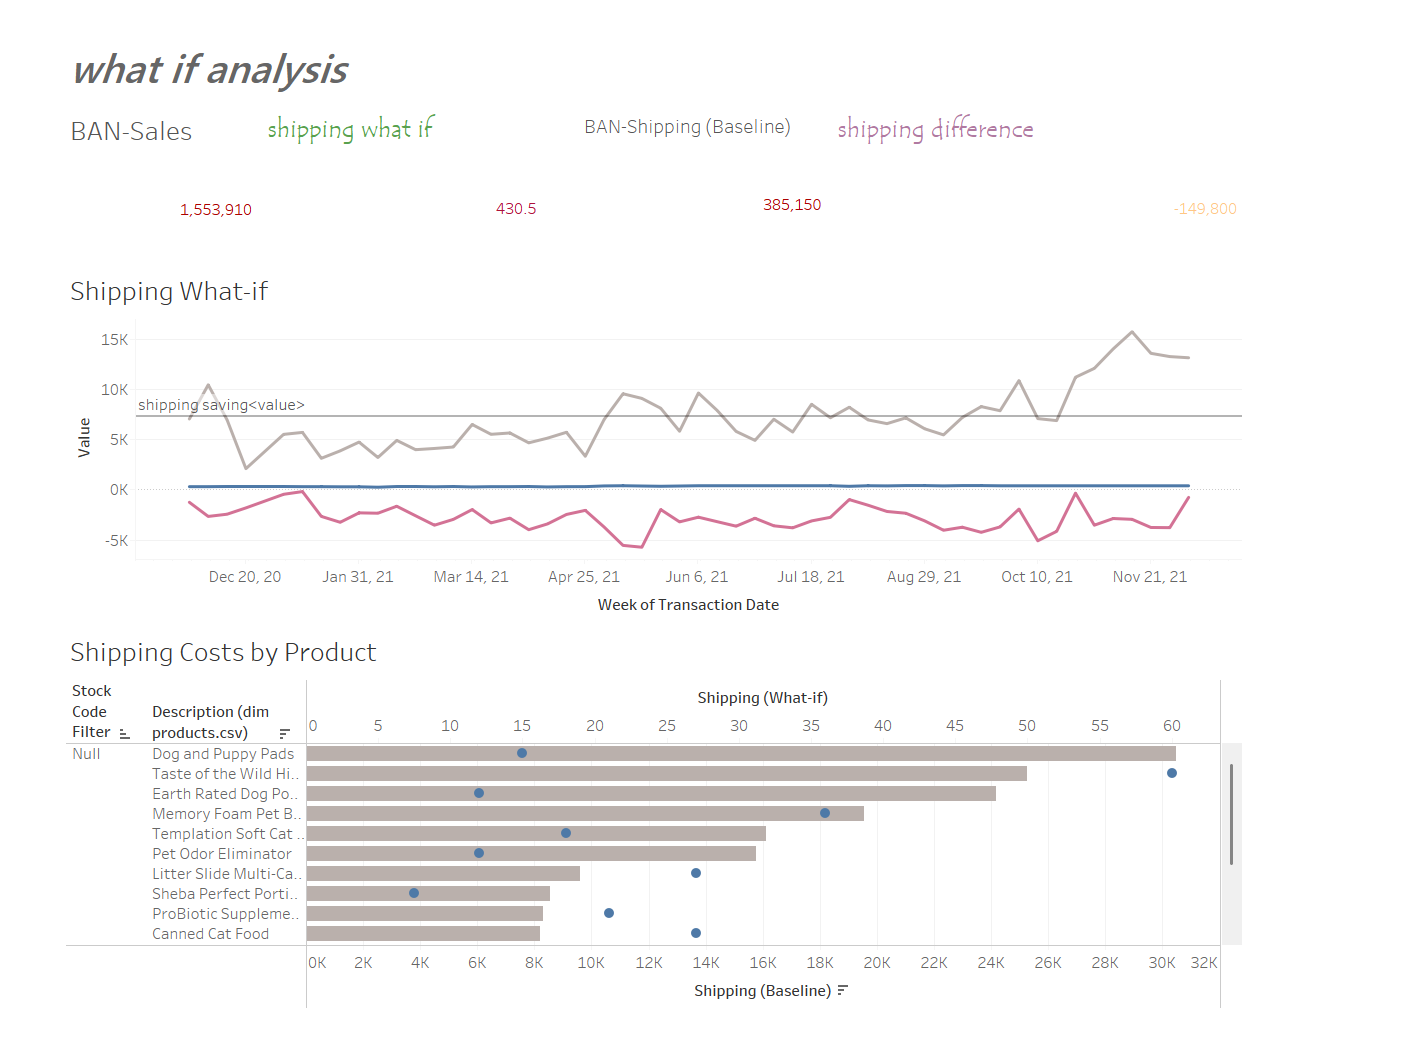 what if analysis
BAN-Sales
shipping what if
BAN-Shipping (Baseline)
shipping difference
1,553,910
430.5
385,150
-149,800
Shipping What-if
15K
10K
shipping saving<value>
5K
0K
-5K
Value
Dec 20, 20
Jan 31, 21
Mar 14, 21
Apr 25, 21
Jun 6, 21
Jul 18, 21
Aug 29, 21
Oct 10, 21
Nov 21, 21
Week of Transaction Date
Shipping Costs by Product
Stock
Code
Filter
Description (dim
products.csv)
Shipping (What-if)
0 5 10 15 20 25 30 35 40 45 50 55 60
Null
Dog and Puppy Pads
Taste of the Wild Hi..
Earth Rated Dog Po..
Memory Foam Pet B..
Templation Soft Cat ..
Pet Odor Eliminator
Litter Slide Multi-Ca..
Sheba Perfect Porti..
ProBiotic Suppleme..
Canned Cat Food
0K 2K 4K 6K 8K 10K 12K 14K 16K 18K 20K 22K 24K 26K 28K 30K 32K
Shipping (Baseline)